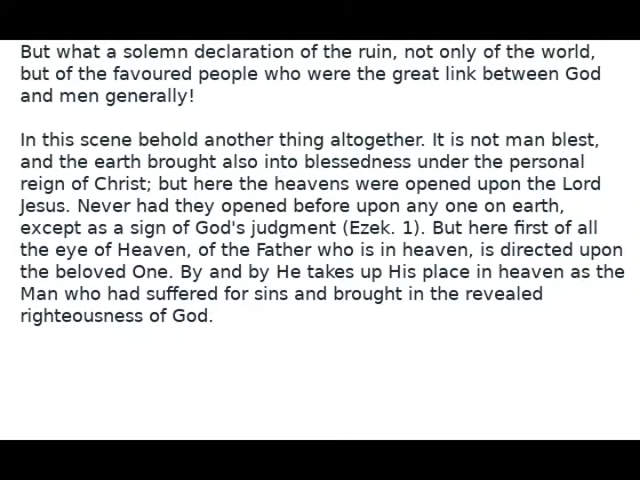 But what a solemn declaration of the ruin, not only of the world,
but of the favoured people who were the great link between God
and men generally!
In this scene behold another thing altogether. It is not man blest,
and the earth brought also into blessedness under the personal
reign of Christ; but here the heavens were opened upon the Lord
Jesus. Never had they opened before upon any one on earth,
except as a sign of God's judgment (Ezek. 1). But here first of all
the eye of Heaven, of the Father who is in heaven, is directed upon
the beloved One. By and by He takes up His place in heaven as the
Man who had suffered for sins and brought in the revealed
righteousness of God.